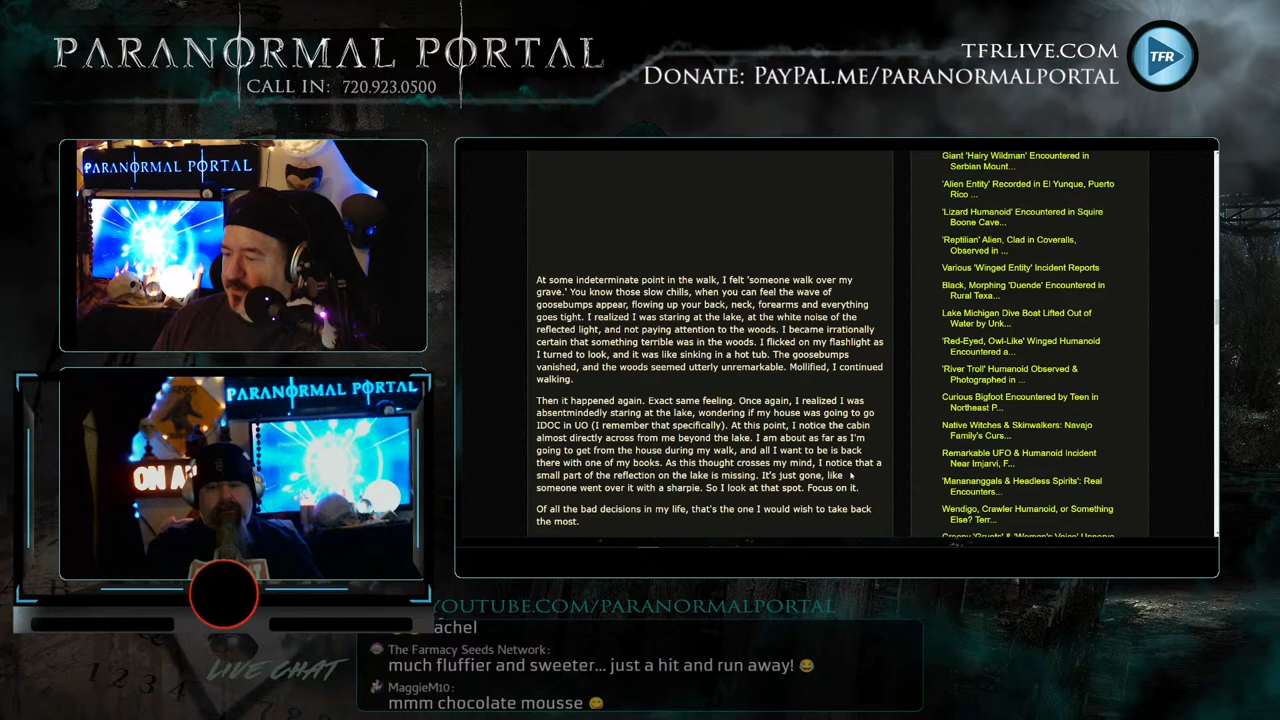 PARANORMAL PORTAL
CALL IN: 720.923.0500
TFRLIVE.COM
DONATE: PAYPAL.ME/PARANORMALPORTAL
TFR
PARANORMAL PORTAL
PARANORMAL PORTAL
ON A
At some indeterminate point in the walk, I felt 'someone walk over my
grave.' You know those slow chills, when you can feel the wave of
goosebumps appear, flowing up your back, neck, forearms and everything
goes tight. I realized I was staring at the lake, at the white noise of the
reflected light, and not paying attention to the woods. I became irrationally
certain that something terrible was in the woods. I flicked on my flashlight as
I turned to look, and it was like sinking in a hot tub. The goosebumps
vanished, and the woods seemed utterly unremarkable. Mollified, I continued
walking.
Then it happened again. Exact same feeling. Once again, I realized I was
absentmindedly staring at the lake, wondering if my house was going to go
IDOC in UO (I remember that specifically). At this point, I notice the cabin
almost directly across from me beyond the lake. I am about as far as I'm
going to get from the house during my walk, and all I want to be is back
there with one of my books. As this thought crosses my mind, I notice that a
small part of the reflection on the lake is missing. It's just gone, like
someone went over it with a sharpie. So I look at that spot. Focus on it.
Of all the bad decisions in my life, that's the one I would wish to take back
the most.
Giant 'Hairy Wildman' Encountered in
Serbian Mount...
'Alien Entity' Recorded in El Yunque, Puerto
Rico ...
'Lizard Humanoid' Encountered in Squire
Boone Cave...
'Reptilian' Alien, Clad in Coveralls,
Observed in ...
Various 'Winged Entity' Incident Reports
Black, Morphing 'Duende' Encountered in
Rural Texa...
Lake Michigan Dive Boat Lifted Out of
Water by Unk...
'Red-Eyed, Owl-Like' Winged Humanoid
Encountered a...
'River Troll' Humanoid Observed &
Photographed in ...
Curious Bigfoot Encountered by Teen in
Northeast P...
Native Witches & Skinwalkers: Navajo
Family's Curs...
Remarkable UFO & Humanoid Incident
Near Imjarvi, F...
'Manananggals & Headless Spirits': Real
Encounters...
Wendigo, Crawler Humanoid, or Something
Else? Terr...
Creepy 'Grunts' & 'Woman's Voice' Unnerve
YOUTUBE.COM/PARANORMALPORTAL
achel
The Farmacy Seeds Network:
much fluffier and sweeter... just a hit and run away! 😂
MaggieM10:
mmm chocolate mousse 😋
LIVE CHAT
1 2 3 4